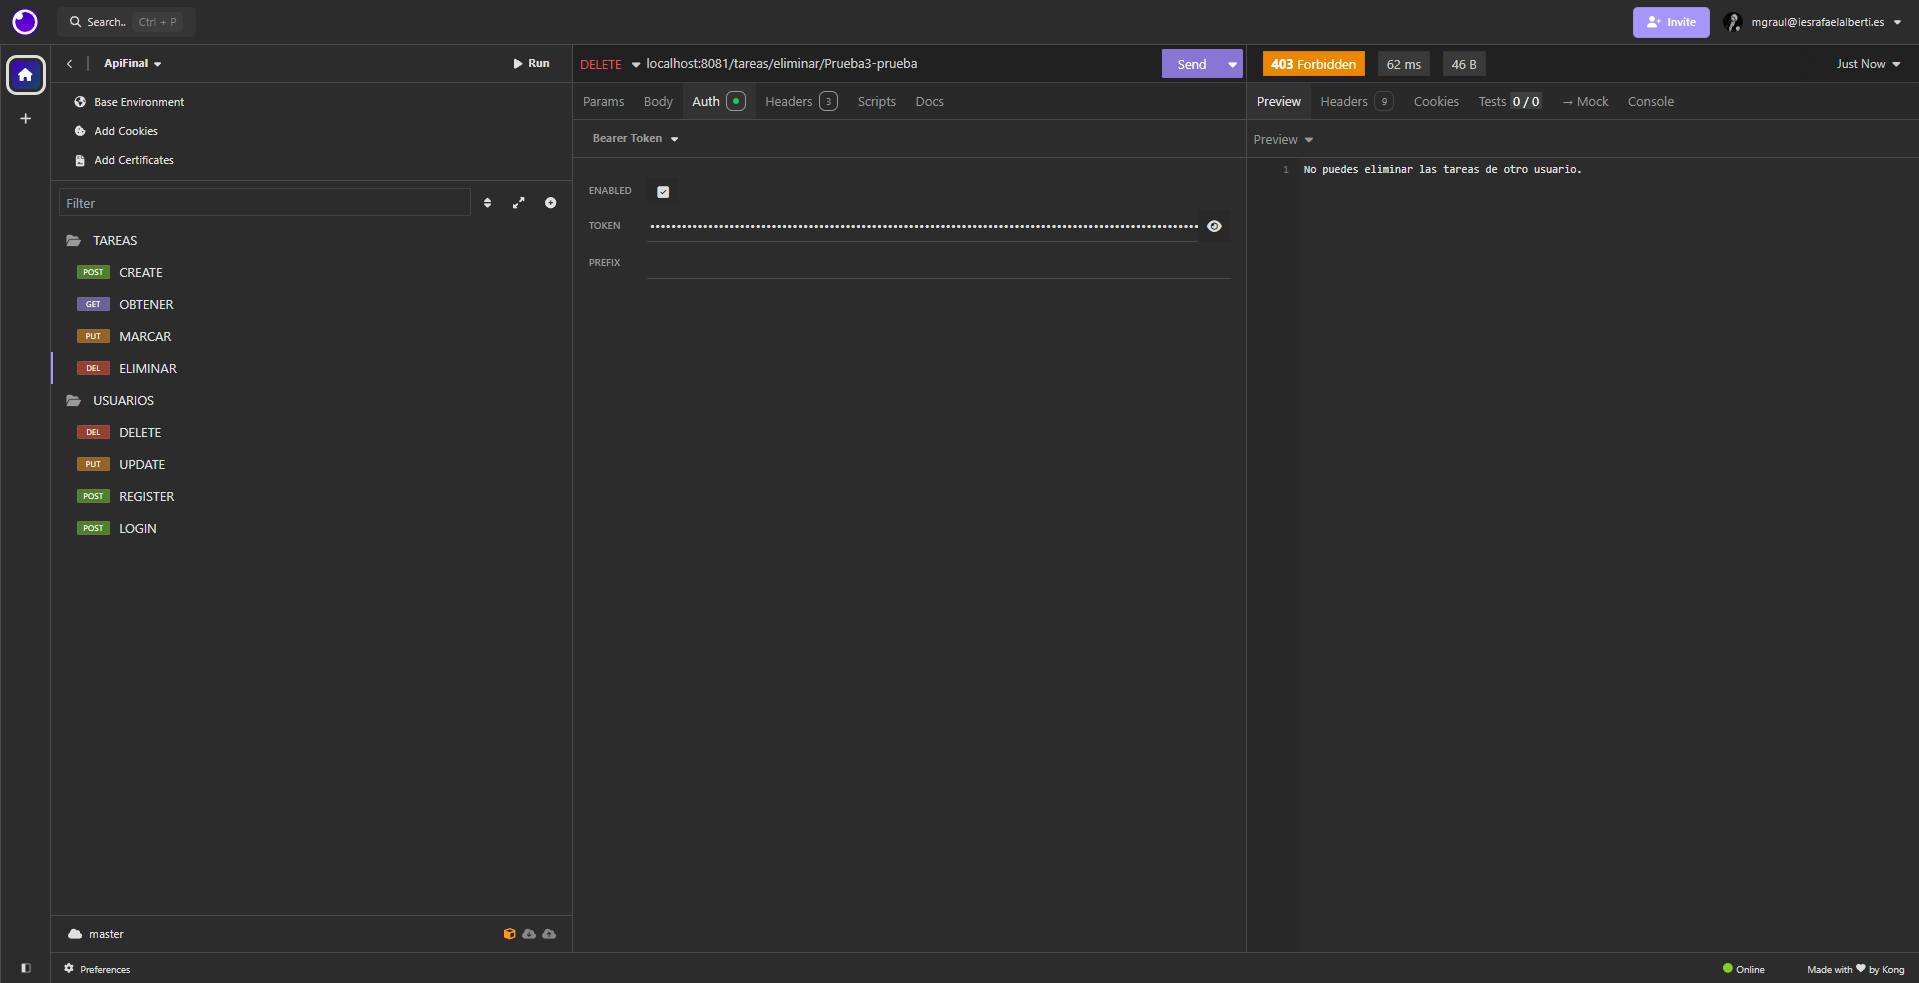 Search.. Ctrl + P
Invite mgraul@iesrafaelalberti.es
ApiFinal Run
Base Environment
Add Cookies
Add Certificates
Filter
TAREAS
POST CREATE
GET OBTENER
PUT MARCAR
DEL ELIMINAR
USUARIOS
DEL DELETE
PUT UPDATE
POST REGISTER
POST LOGIN
master
Preferences
DELETE localhost:8081/tareas/eliminar/Prueba3-prueba Send
Params Body Auth Headers 3 Scripts Docs
Bearer Token
ENABLED
TOKEN ••••••••••••••••••••••••••••••••••••••••••••••••••••••••••••••••••••••••••••••••••••••••••••••••••••
PREFIX
403 Forbidden 62 ms 46 B Just Now
Preview Headers 9 Cookies Tests 0 / 0 → Mock Console
Preview
1 No puedes eliminar las tareas de otro usuario.
Online Made with ♥ by Kong